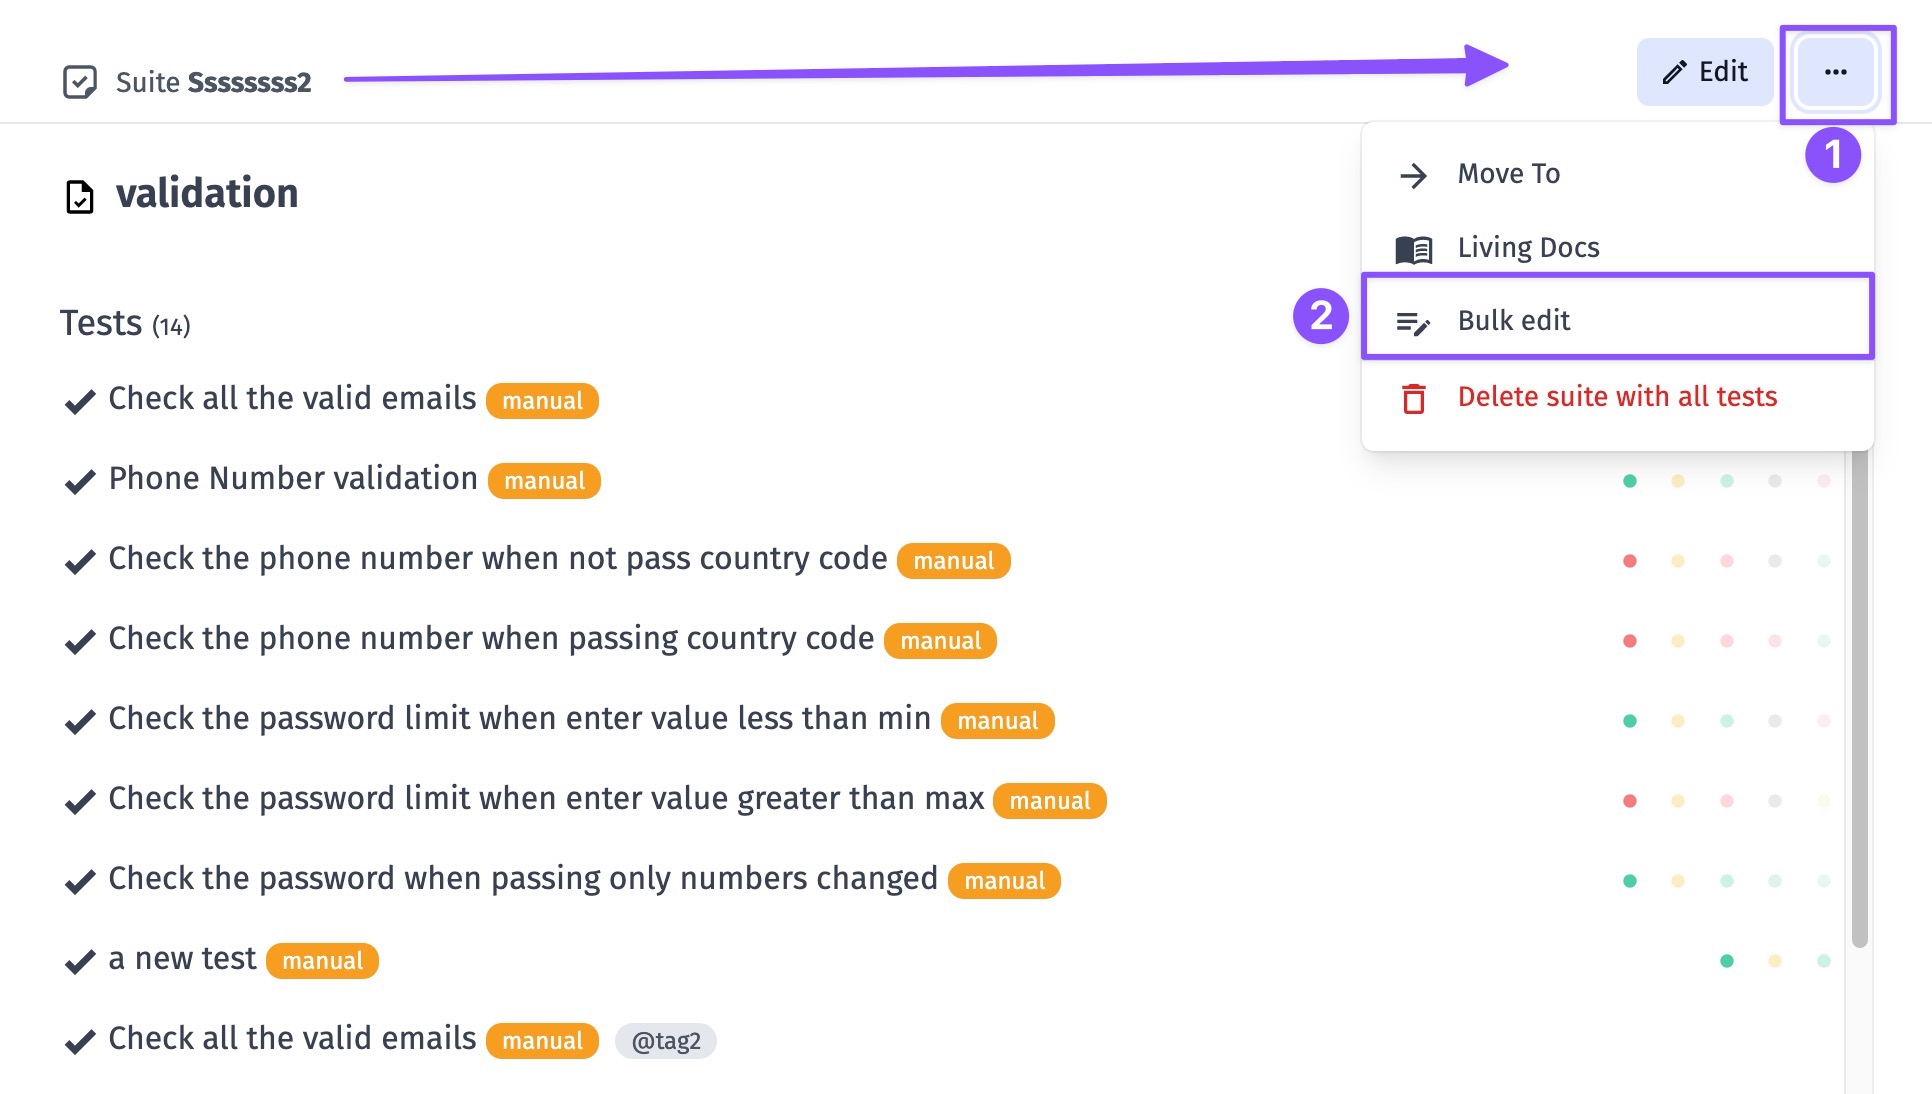 Suite Ssssssss2
Edit
...
1
validation
Move To
Living Docs
2
Bulk edit
Delete suite with all tests
Tests (14)
Check all the valid emails manual
Phone Number validation manual
Check the phone number when not pass country code manual
Check the phone number when passing country code manual
Check the password limit when enter value less than min manual
Check the password limit when enter value greater than max manual
Check the password when passing only numbers changed manual
a new test manual
Check all the valid emails manual @tag2